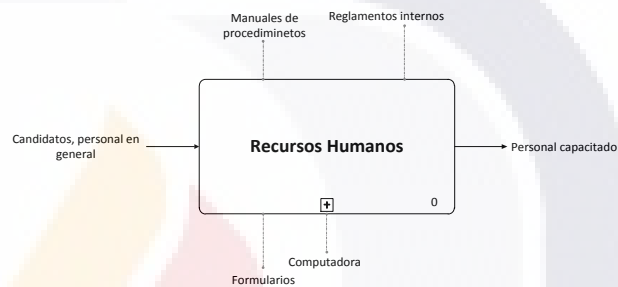 Manuales de
procediminetos
Reglamentos internos
Candidatos, personal en
general
Recursos Humanos
Personal capacitado
0
Computadora
Formularios